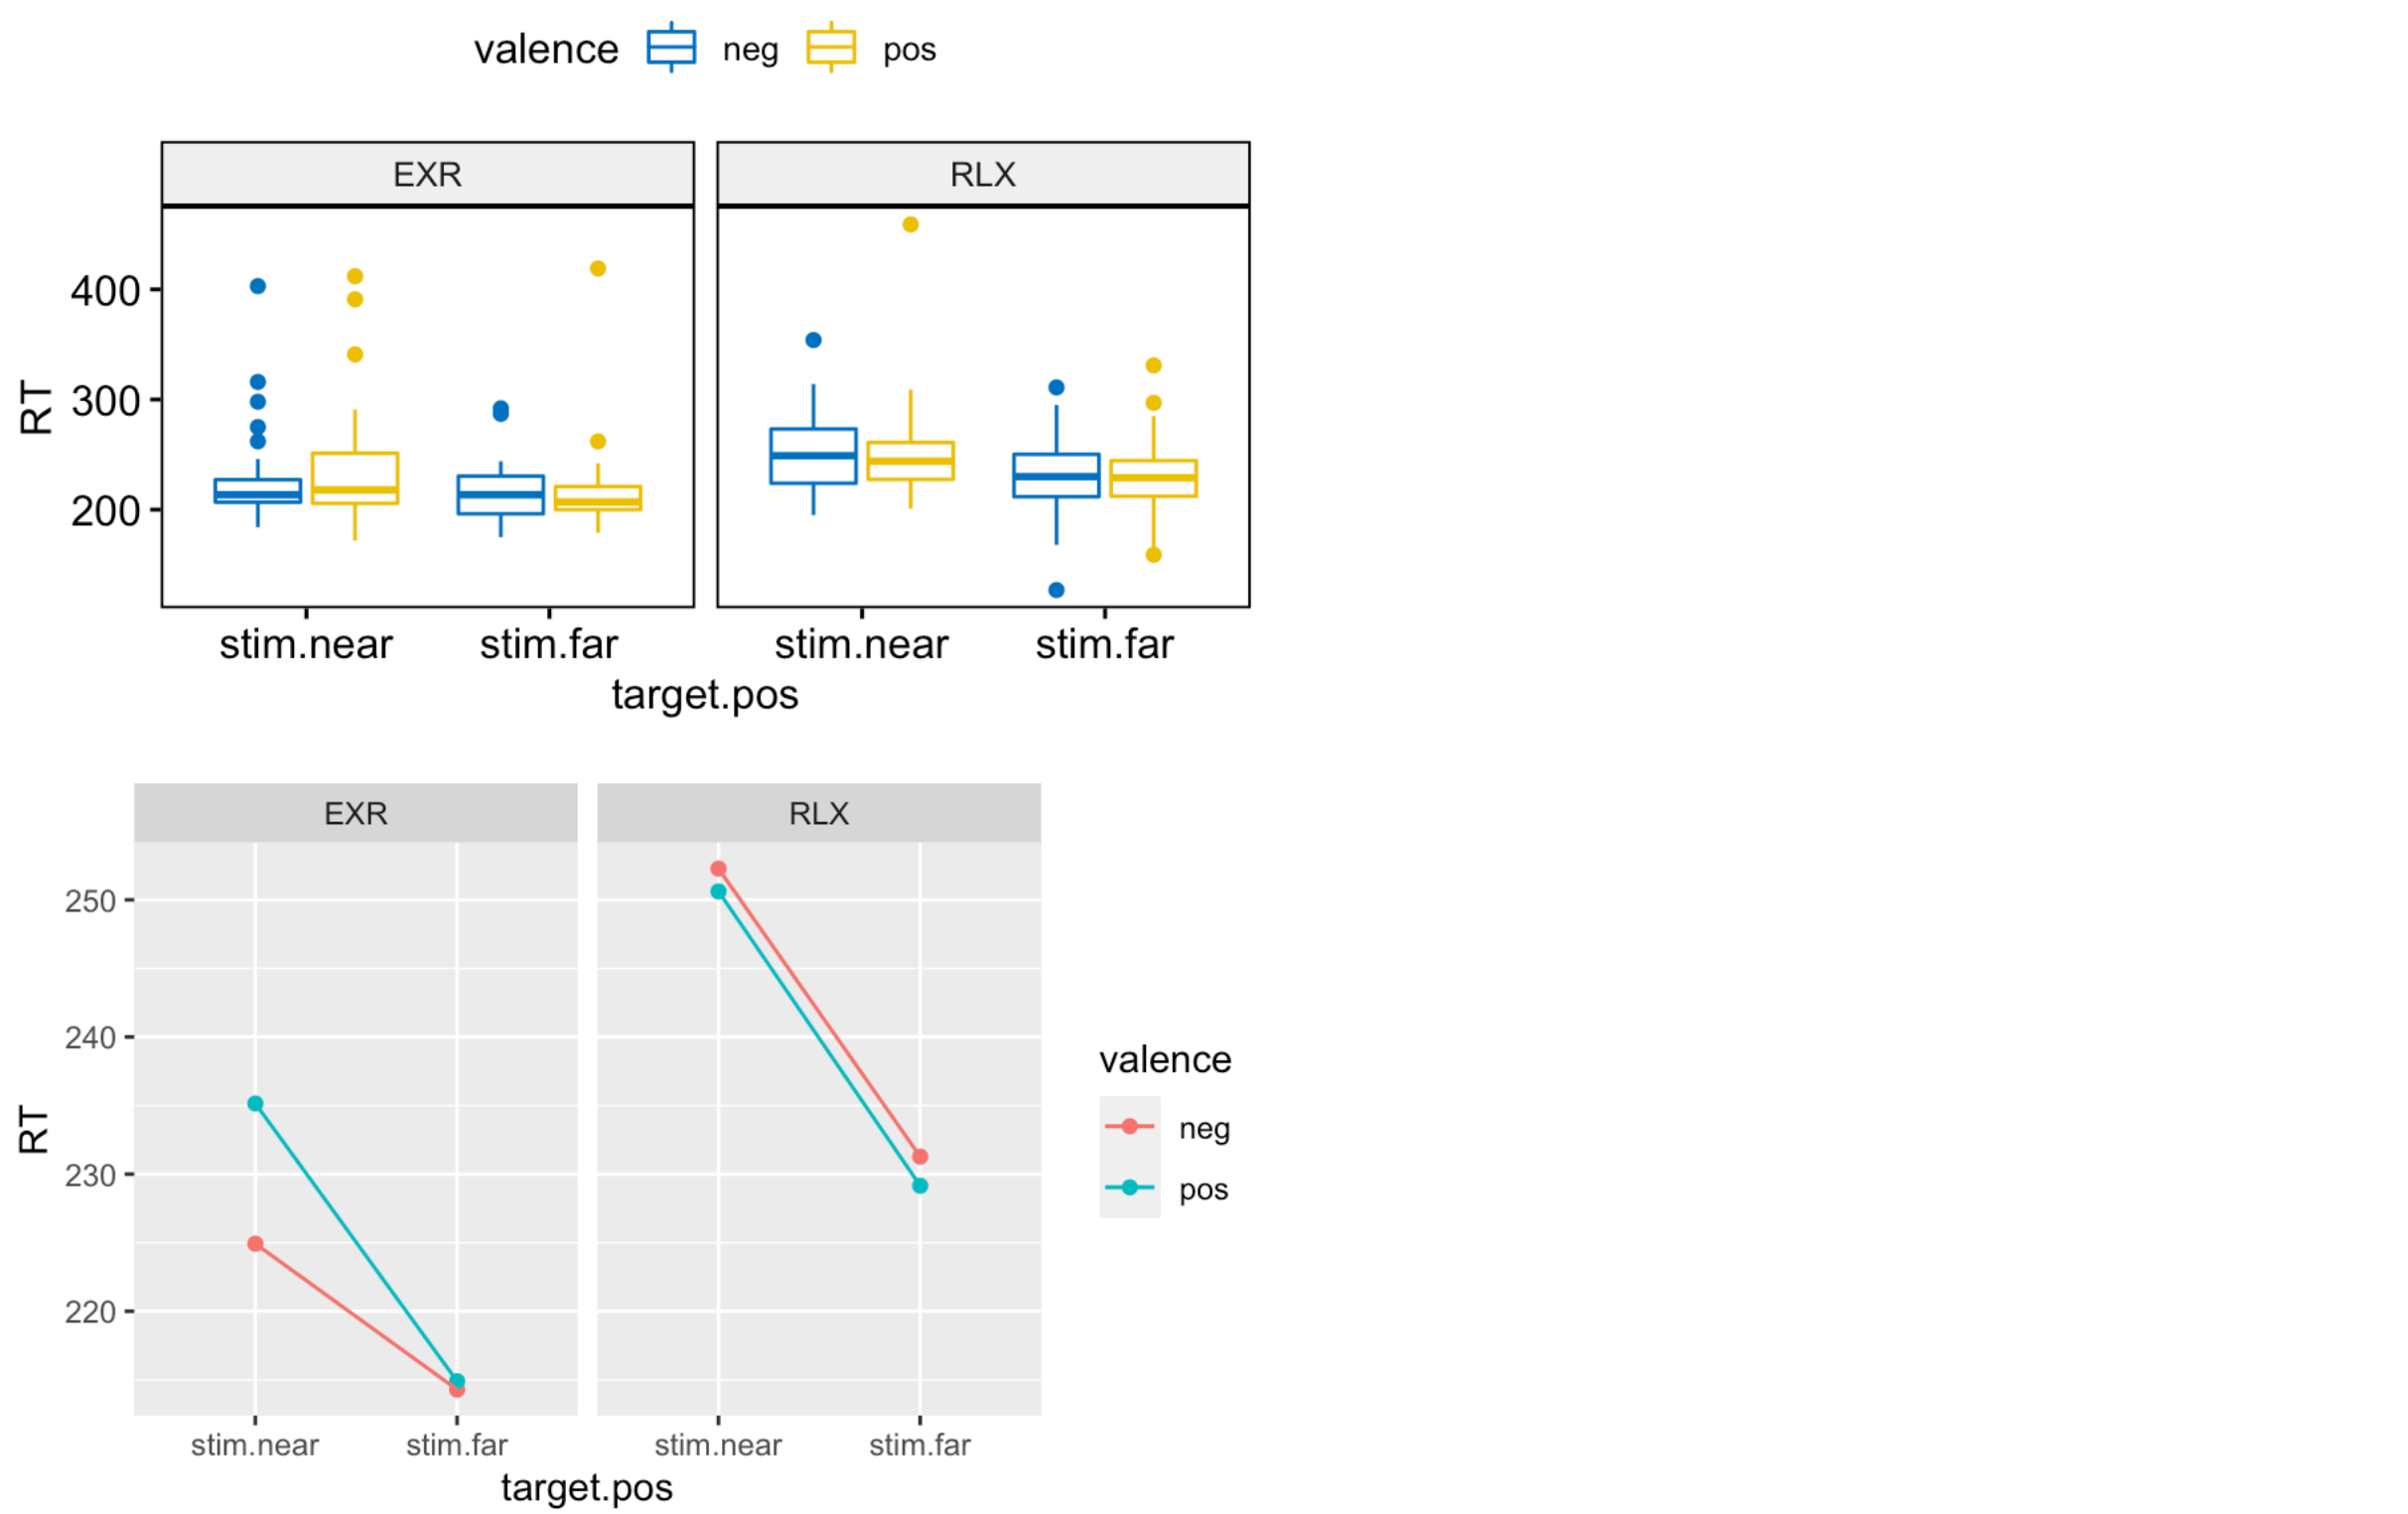 valence neg pos
EXR RLX
400
300
200
RT
stim.near stim.far stim.near stim.far
target.pos
EXR RLX
250
240
230
220
RT
valence
neg
pos
stim.near stim.far stim.near stim.far
target.pos